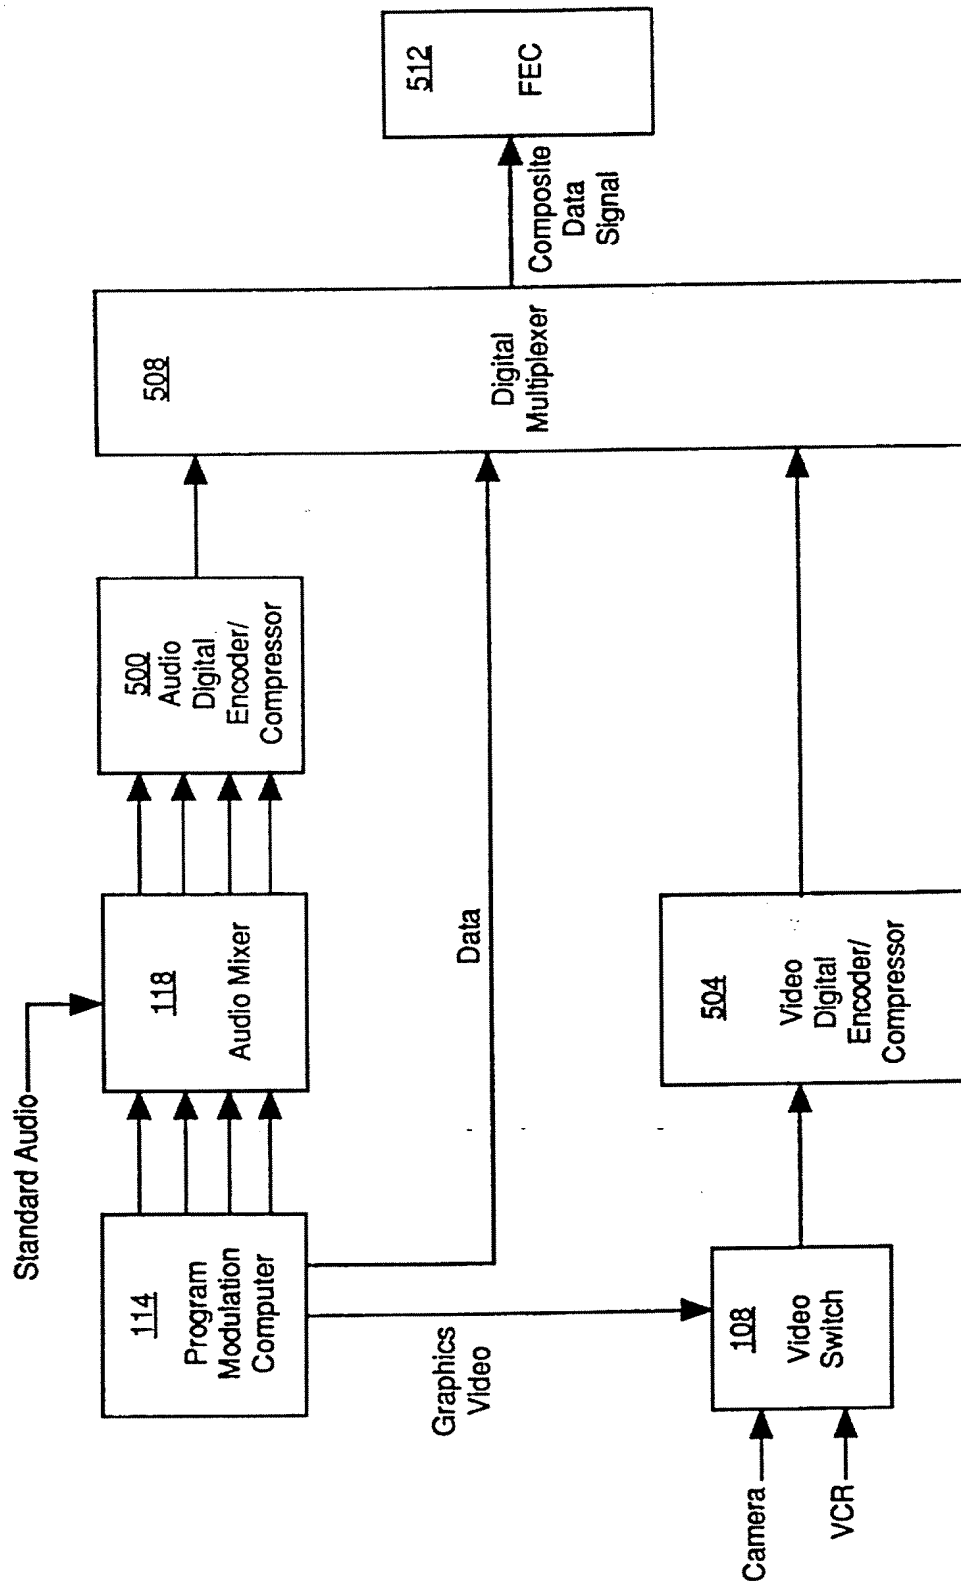 Standard Audio
114
Program
Modulation
Computer
118
Audio Mixer
500
Audio
Digital
Encoder/
Compressor
508
Digital
Multiplexer
Composite
Data
Signal
512
FEC
Data
Graphics
Video
Camera
VCR
108
Video
Switch
504
Video
Digital
Encoder/
Compressor